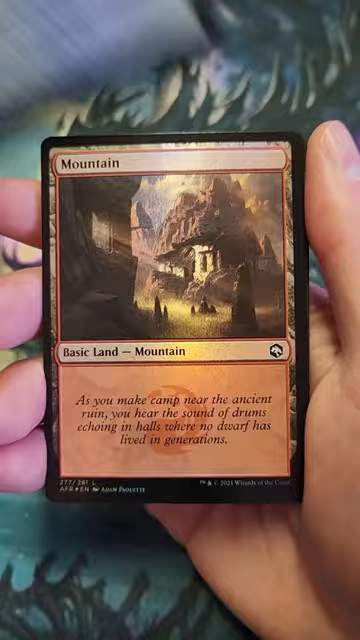 Mountain
Basic Land — Mountain
As you make camp near the ancient
ruin, you hear the sound of drums
echoing in halls where no dwarf has
lived in generations.
277/281 L
AFR★EN Adam Paquette
™ & © 2021 Wizards of the Coast